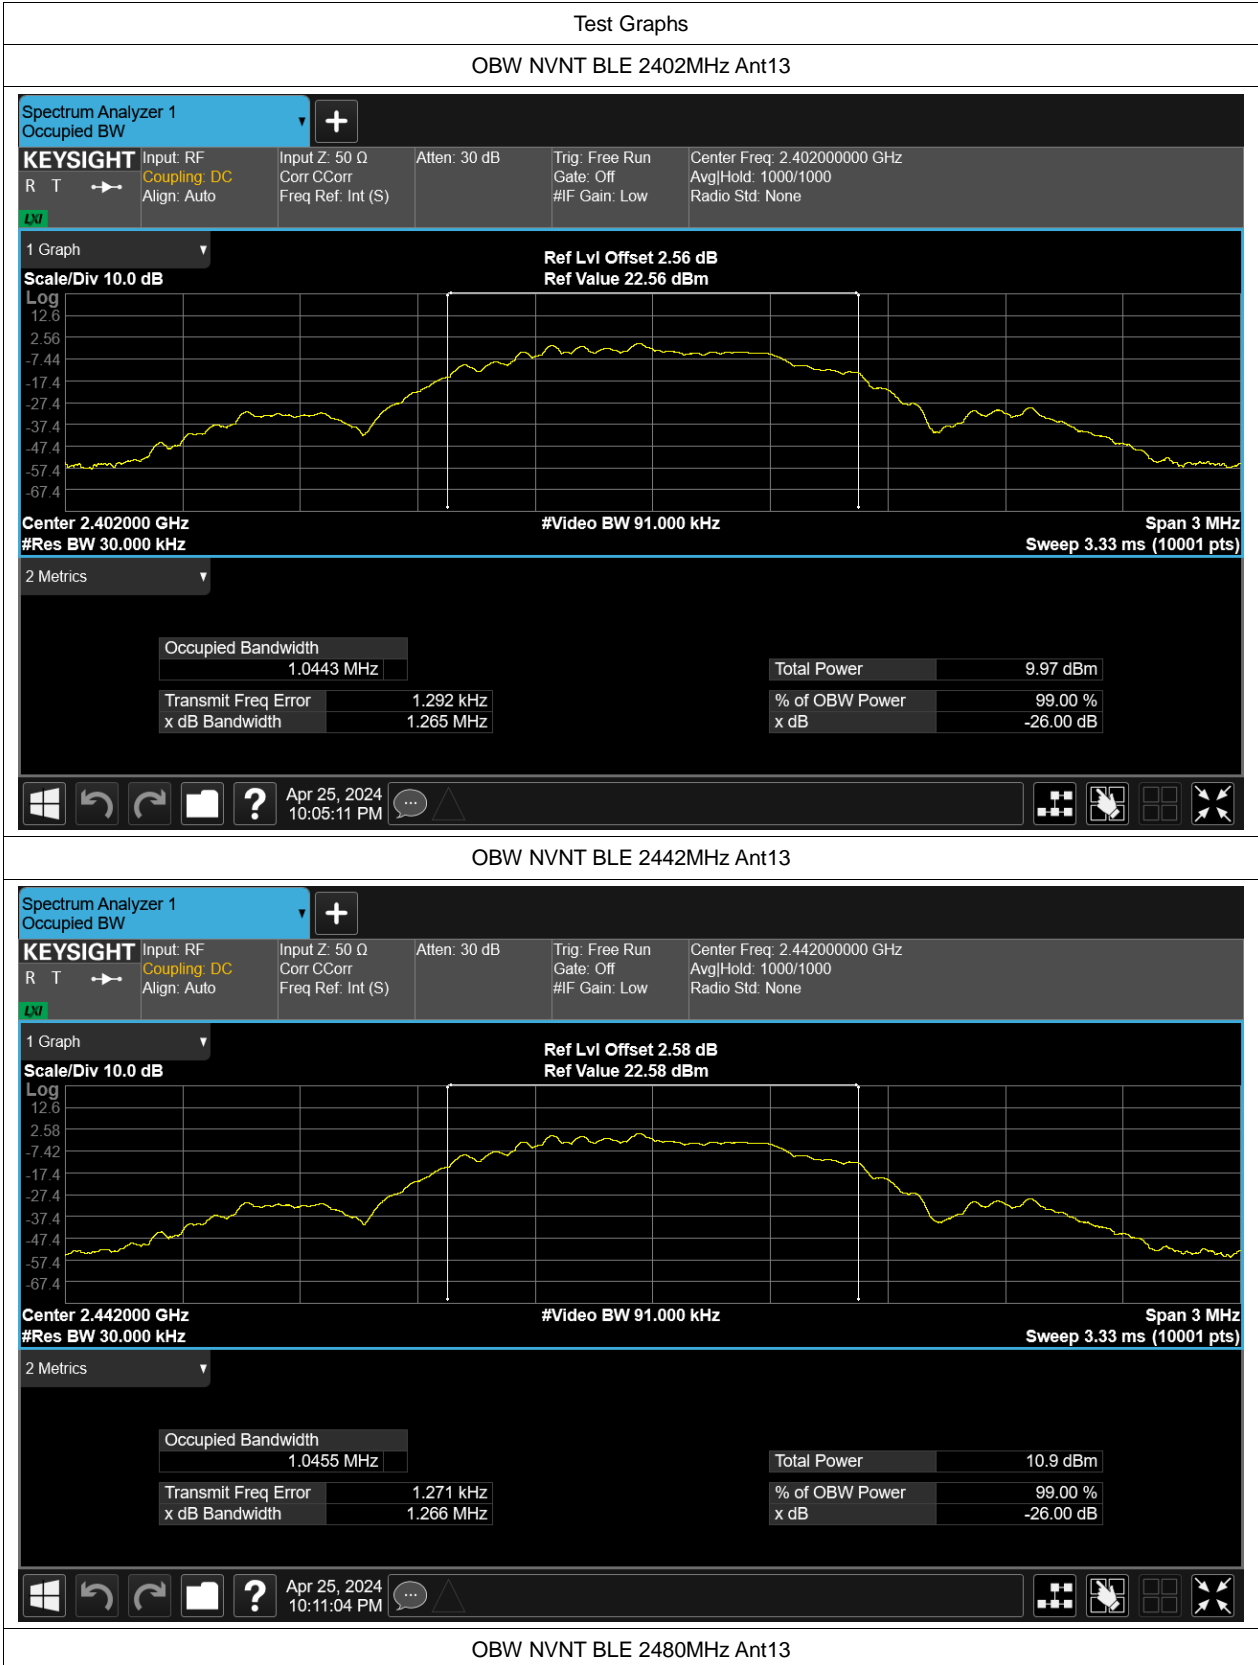 Test Graphs
OBW NVNT BLE 2402MHz Ant13
Spectrum Analyzer 1
Occupied BW
KEYSIGHT Input: RF Input Z: 50 Ω Atten: 30 dB Trig: Free Run Center Freq: 2.402000000 GHz
R T Coupling: DC Corr CCorr Gate: Off Avg|Hold: 1000/1000
Align: Auto Freq Ref: Int (S) #IF Gain: Low Radio Std: None
LXI
1 Graph
Ref Lvl Offset 2.56 dB
Scale/Div 10.0 dB Ref Value 22.56 dBm
Log
12.6
2.56
-7.44
-17.4
-27.4
-37.4
-47.4
-57.4
-67.4
Center 2.402000 GHz #Video BW 91.000 kHz Span 3 MHz
#Res BW 30.000 kHz Sweep 3.33 ms (10001 pts)
2 Metrics
Occupied Bandwidth
1.0443 MHz Total Power 9.97 dBm
Transmit Freq Error 1.292 kHz % of OBW Power 99.00 %
x dB Bandwidth 1.265 MHz x dB -26.00 dB
Apr 25, 2024
10:05:11 PM
OBW NVNT BLE 2442MHz Ant13
Spectrum Analyzer 1
Occupied BW
KEYSIGHT Input: RF Input Z: 50 Ω Atten: 30 dB Trig: Free Run Center Freq: 2.442000000 GHz
R T Coupling: DC Corr CCorr Gate: Off Avg|Hold: 1000/1000
Align: Auto Freq Ref: Int (S) #IF Gain: Low Radio Std: None
LXI
1 Graph
Ref Lvl Offset 2.58 dB
Scale/Div 10.0 dB Ref Value 22.58 dBm
Log
12.6
2.58
-7.42
-17.4
-27.4
-37.4
-47.4
-57.4
-67.4
Center 2.442000 GHz #Video BW 91.000 kHz Span 3 MHz
#Res BW 30.000 kHz Sweep 3.33 ms (10001 pts)
2 Metrics
Occupied Bandwidth
1.0455 MHz Total Power 10.9 dBm
Transmit Freq Error 1.271 kHz % of OBW Power 99.00 %
x dB Bandwidth 1.266 MHz x dB -26.00 dB
Apr 25, 2024
10:11:04 PM
OBW NVNT BLE 2480MHz Ant13